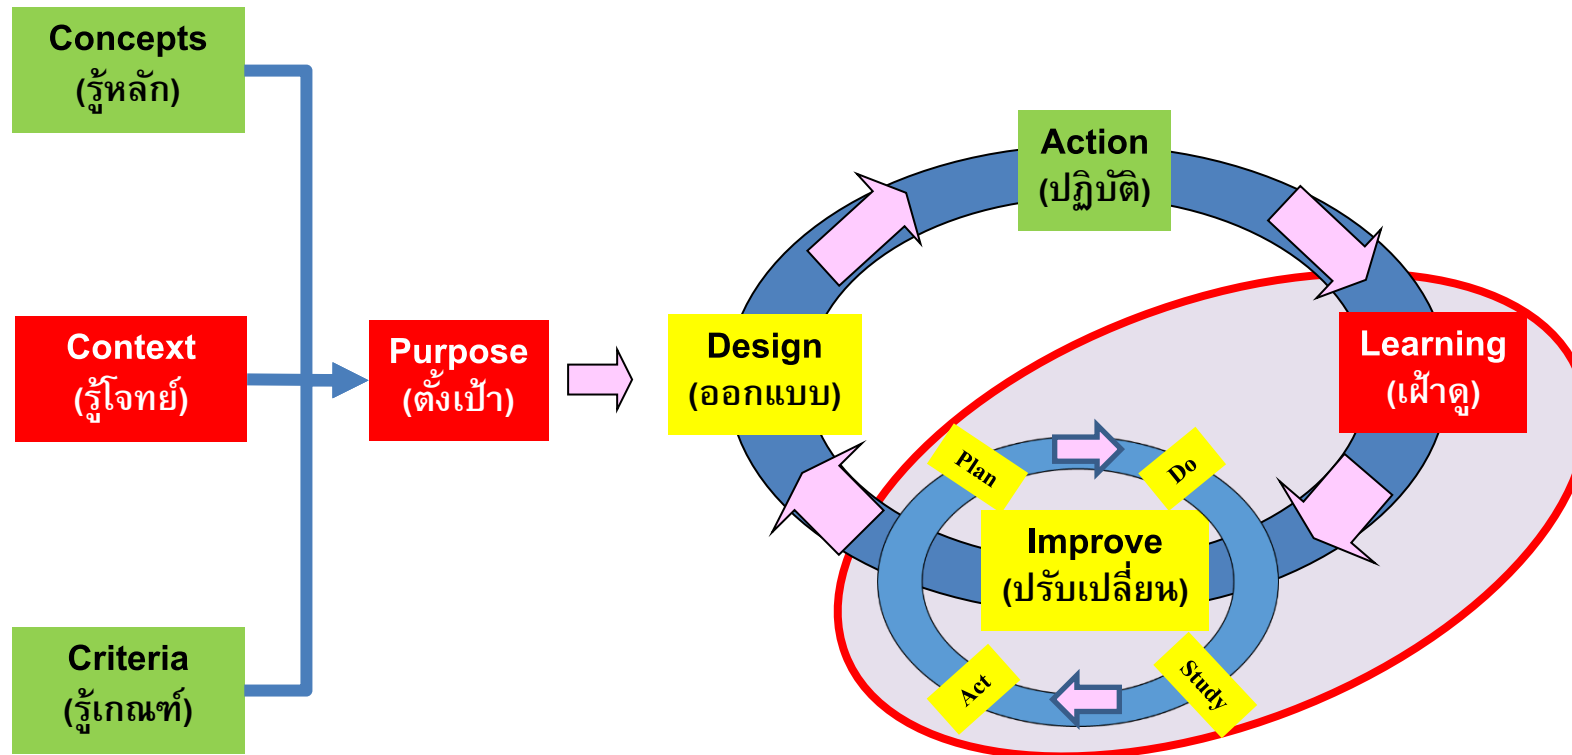 Concepts
(รู้หลัก)
Context
(รู้โจทย์)
Criteria
(รู้เกณฑ์)
Purpose
(ตั้งเป้า)
Design
(ออกแบบ)
Action
(ปฏิบัติ)
Learning
(เฝ้าดู)
Improve
(ปรับเปลี่ยน)
Plan
Do
Study
Act